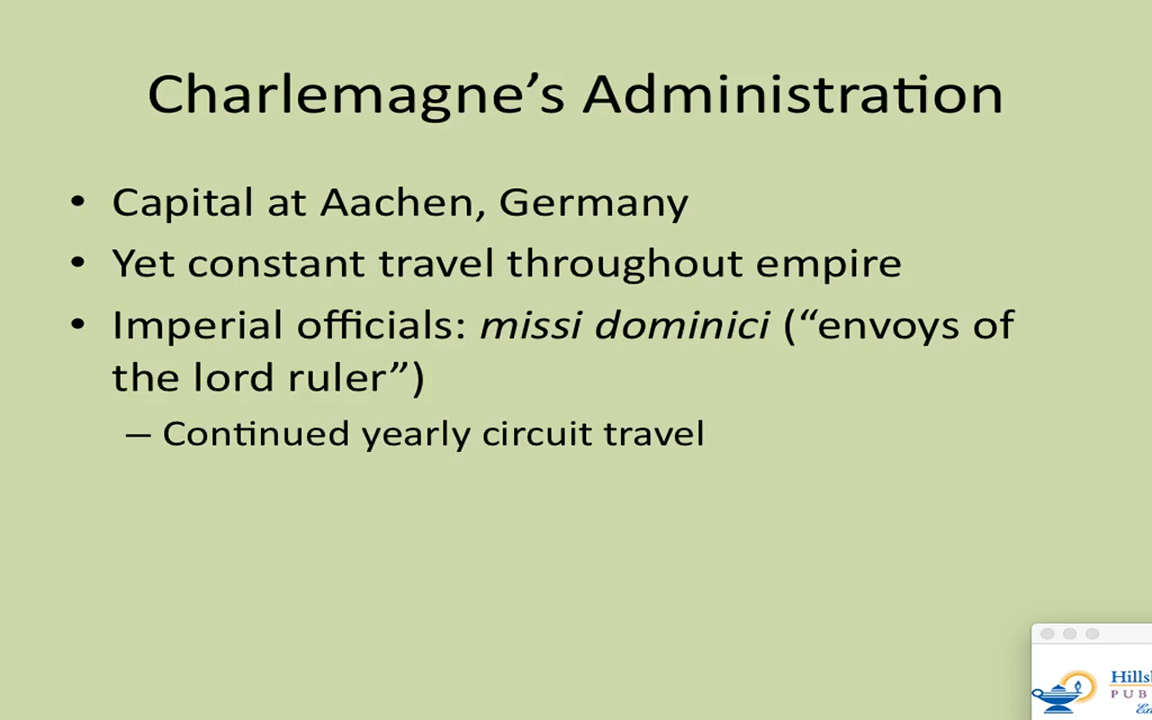 Charlemagne’s Administration
• Capital at Aachen, Germany
• Yet constant travel throughout empire
• Imperial officials: missi dominici (“envoys of
the lord ruler”)
– Continued yearly circuit travel